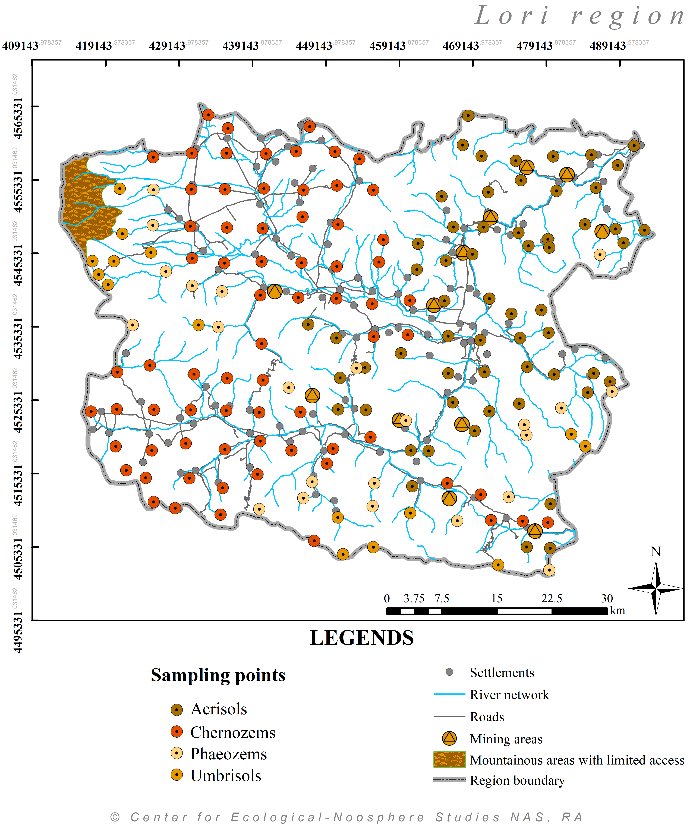 Lori region
409143 419143 429143 439143 449143 459143 469143 479143 489143
4565331
4555331
4545331
4535331
4525331
4515331
4505331
4495331
N
0 3.75 7.5 15 22.5 30
km
LEGENDS
Sampling points
Acrisols
Chernozems
Phaeozems
Umbrisols
Settlements
River network
Roads
Mining areas
Mountainous areas with limited access
Region boundary
© Center for Ecological-Noosphere Studies NAS, RA